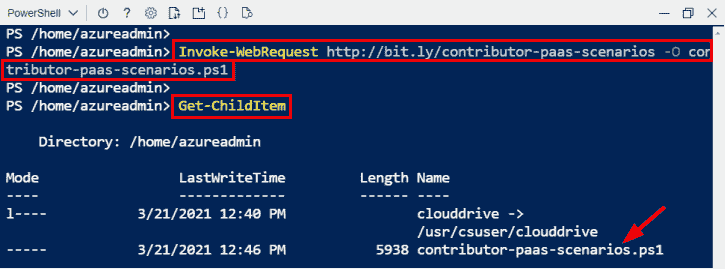 PowerShell
PS /home/azureadmin>
PS /home/azureadmin> Invoke-WebRequest http://bit.ly/contributor-paas-scenarios -O con
tributor-paas-scenarios.ps1
PS /home/azureadmin>
PS /home/azureadmin> Get-ChildItem
Directory: /home/azureadmin
Mode LastWriteTime Length Name
---- ------------- ------ ----
l---- 3/21/2021 12:40 PM clouddrive ->
/usr/csuser/clouddrive
----- 3/21/2021 12:46 PM 5938 contributor-paas-scenarios.ps1